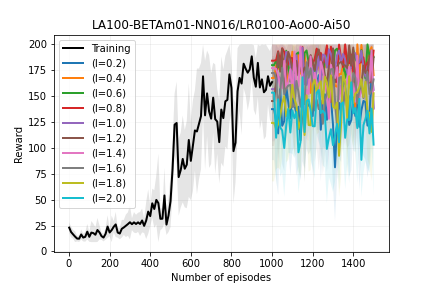 LA100-BETAm01-NN016/LR0100-Ao00-Ai50
Reward
200
175
150
125
100
75
50
25
0
Training
(l=0.2)
(l=0.4)
(l=0.6)
(l=0.8)
(l=1.0)
(l=1.2)
(l=1.4)
(l=1.6)
(l=1.8)
(l=2.0)
0 200 400 600 800 1000 1200 1400
Number of episodes